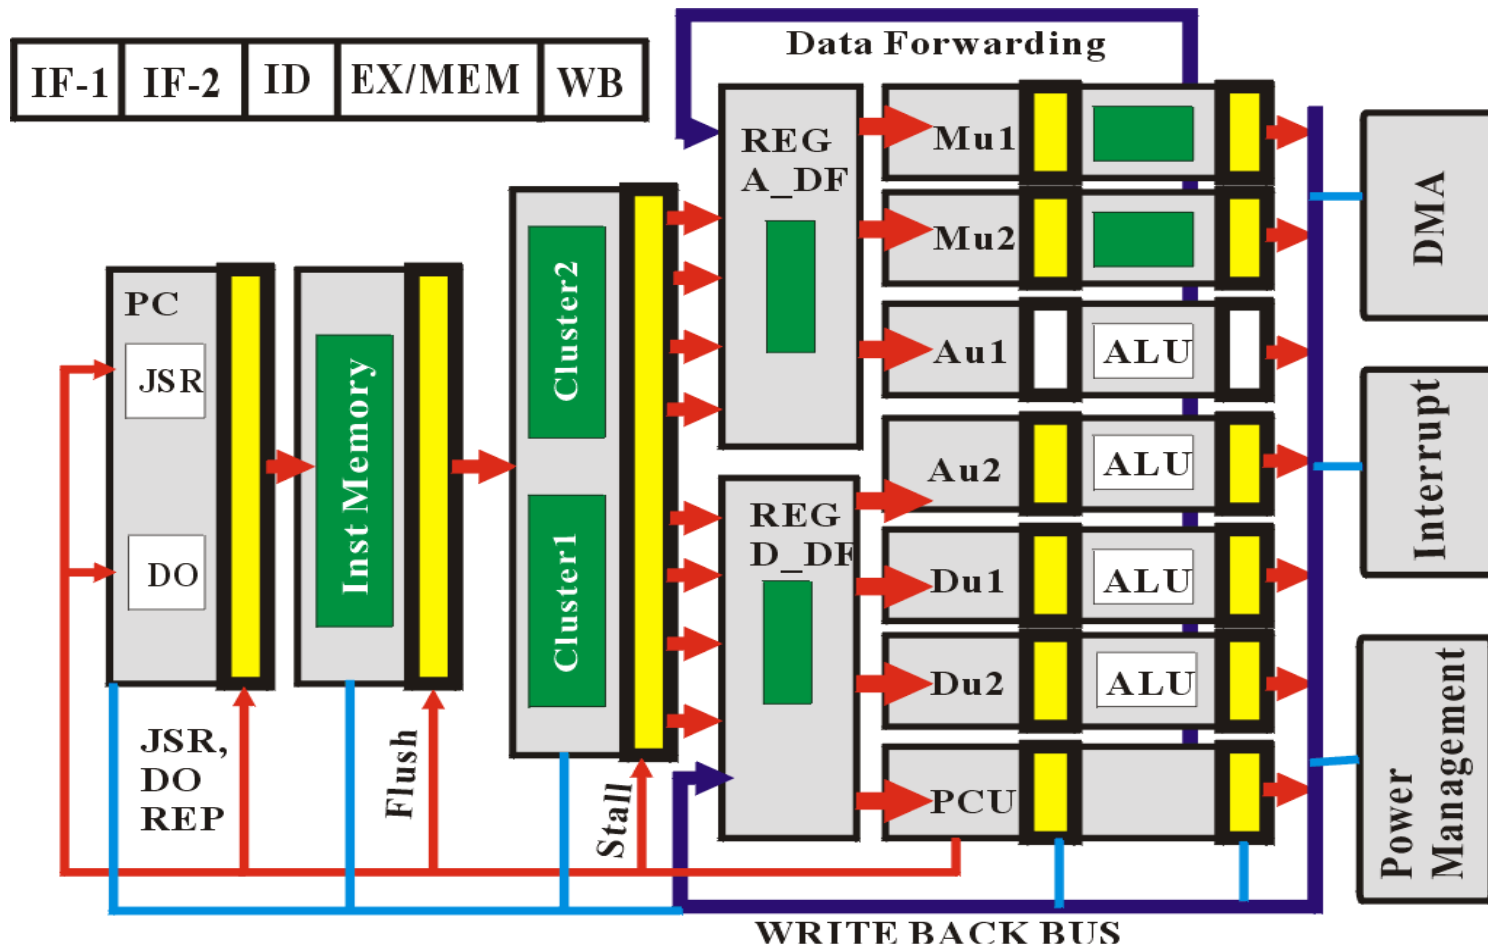 Data Forwarding
IF-1 IF-2 ID EX/MEM WB
PC
JSR
DO
Inst Memory
Cluster2
Cluster1
REG
A_DF
REG
D_DF
Mu1
Mu2
Au1 ALU
Au2 ALU
Du1 ALU
Du2 ALU
PCU
DMA
Interrupt
Power
Management
JSR,
DO
REP
Flush
Stall
WRITE BACK BUS